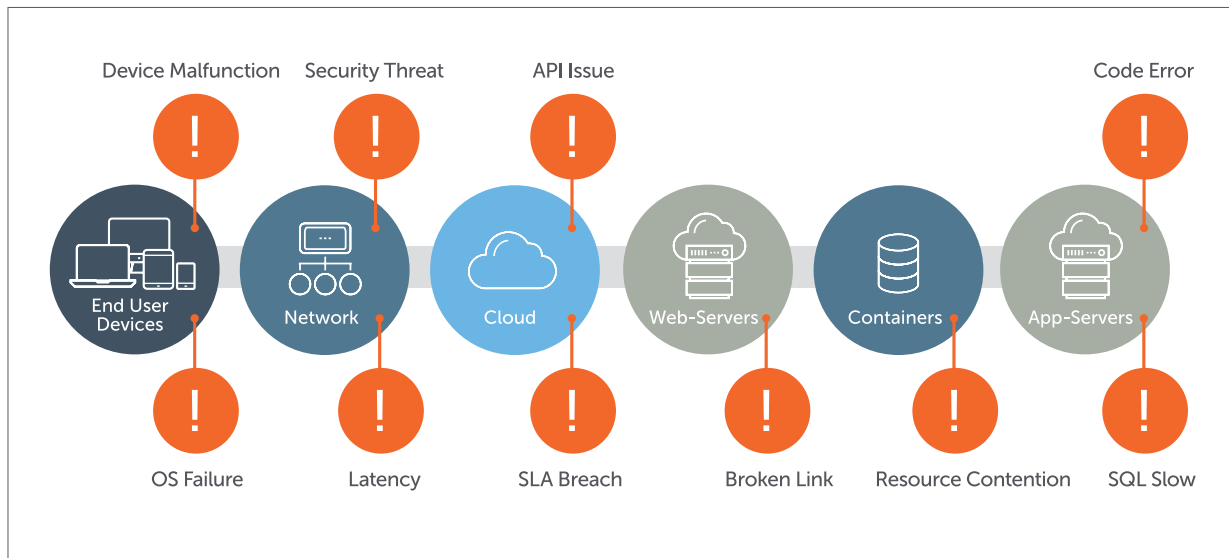 Device Malfunction
Security Threat
API Issue
Code Error
!
!
!
!
End User
Devices
Network
Cloud
Web-Servers
Containers
App-Servers
!
!
!
!
!
!
OS Failure
Latency
SLA Breach
Broken Link
Resource Contention
SQL Slow